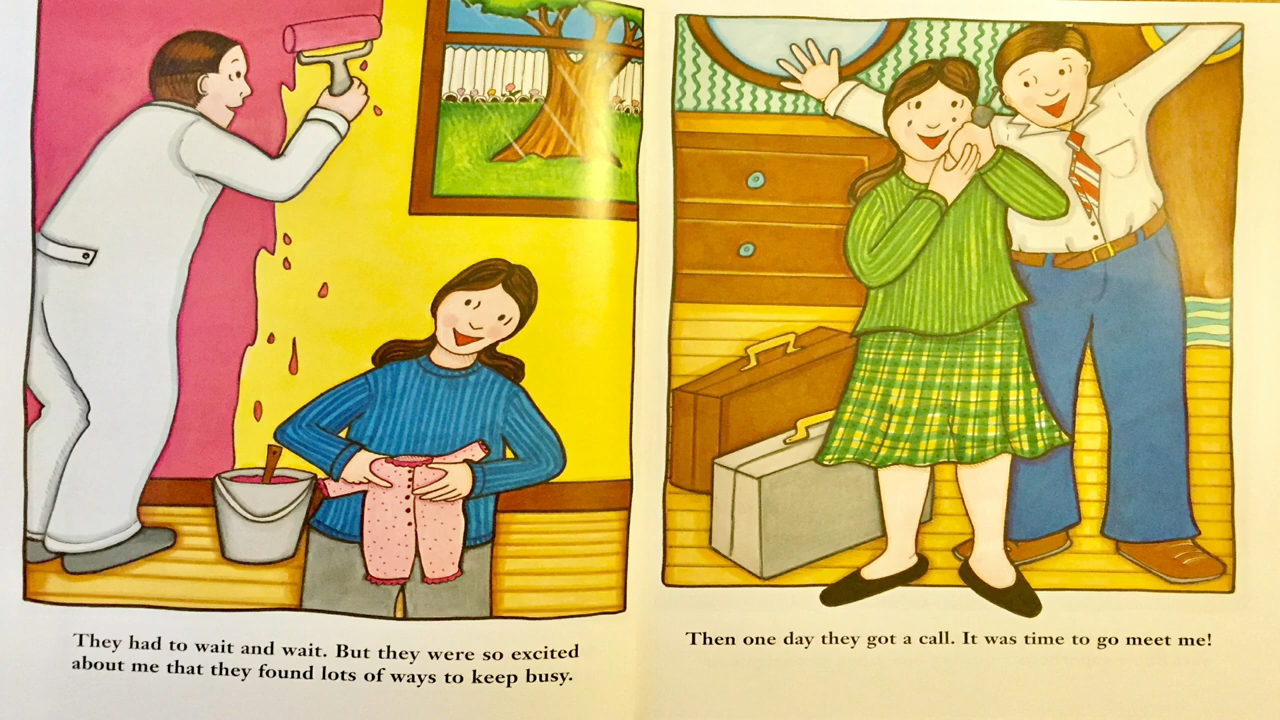 They had to wait and wait. But they were so excited
about me that they found lots of ways to keep busy.
Then one day they got a call. It was time to go meet me!